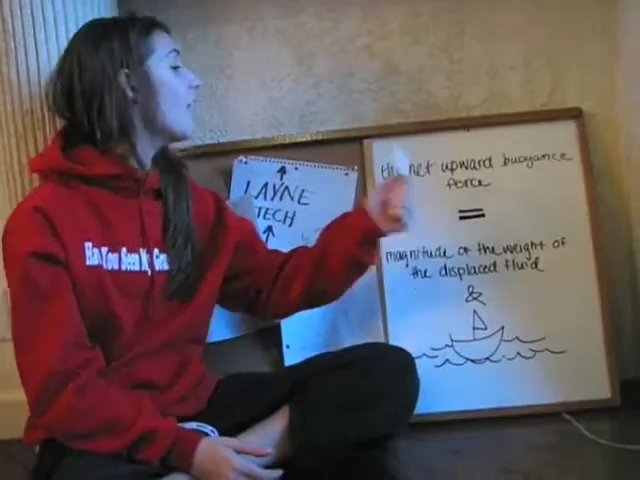 the net upward buoyance
force
=
magnitude of the weight of
the displaced fluid
&
LAYNE
TECH
Have You Seen My